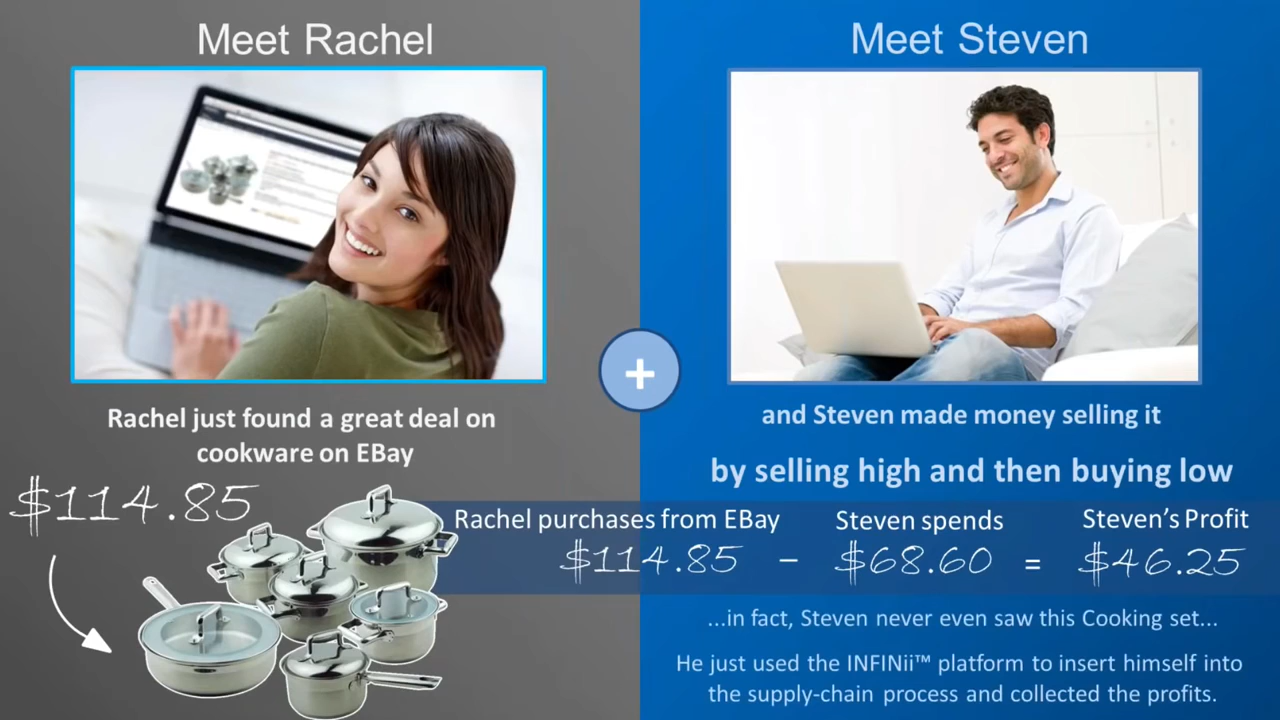 Meet Rachel
Rachel just found a great deal on
cookware on EBay
$114.85
Meet Steven
+
and Steven made money selling it
by selling high and then buying low
Rachel purchases from EBay Steven spends Steven's Profit
$114.85 – $68.60 = $46.25
...in fact, Steven never even saw this Cooking set...
He just used the INFINii™ platform to insert himself into
the supply-chain process and collected the profits.